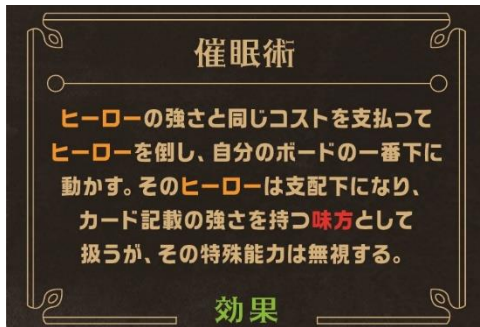 催眠術
ヒーローの強さと同じコストを支払って
ヒーローを倒し、自分のボードの一番下に
動かす。そのヒーローは支配下になり、
カード記載の強さを持つ味方として
扱うが、その特殊能力は無視する。
効果